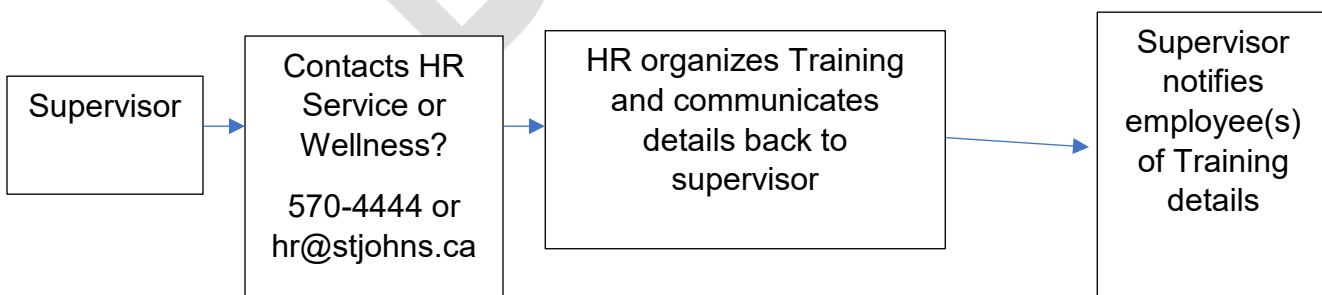 Supervisor
Contacts HR
Service or
Wellness?
570-4444 or
hr@stjohns.ca
HR organizes Training
and communicates
details back to
supervisor
Supervisor
notifies
employee(s)
of Training
details